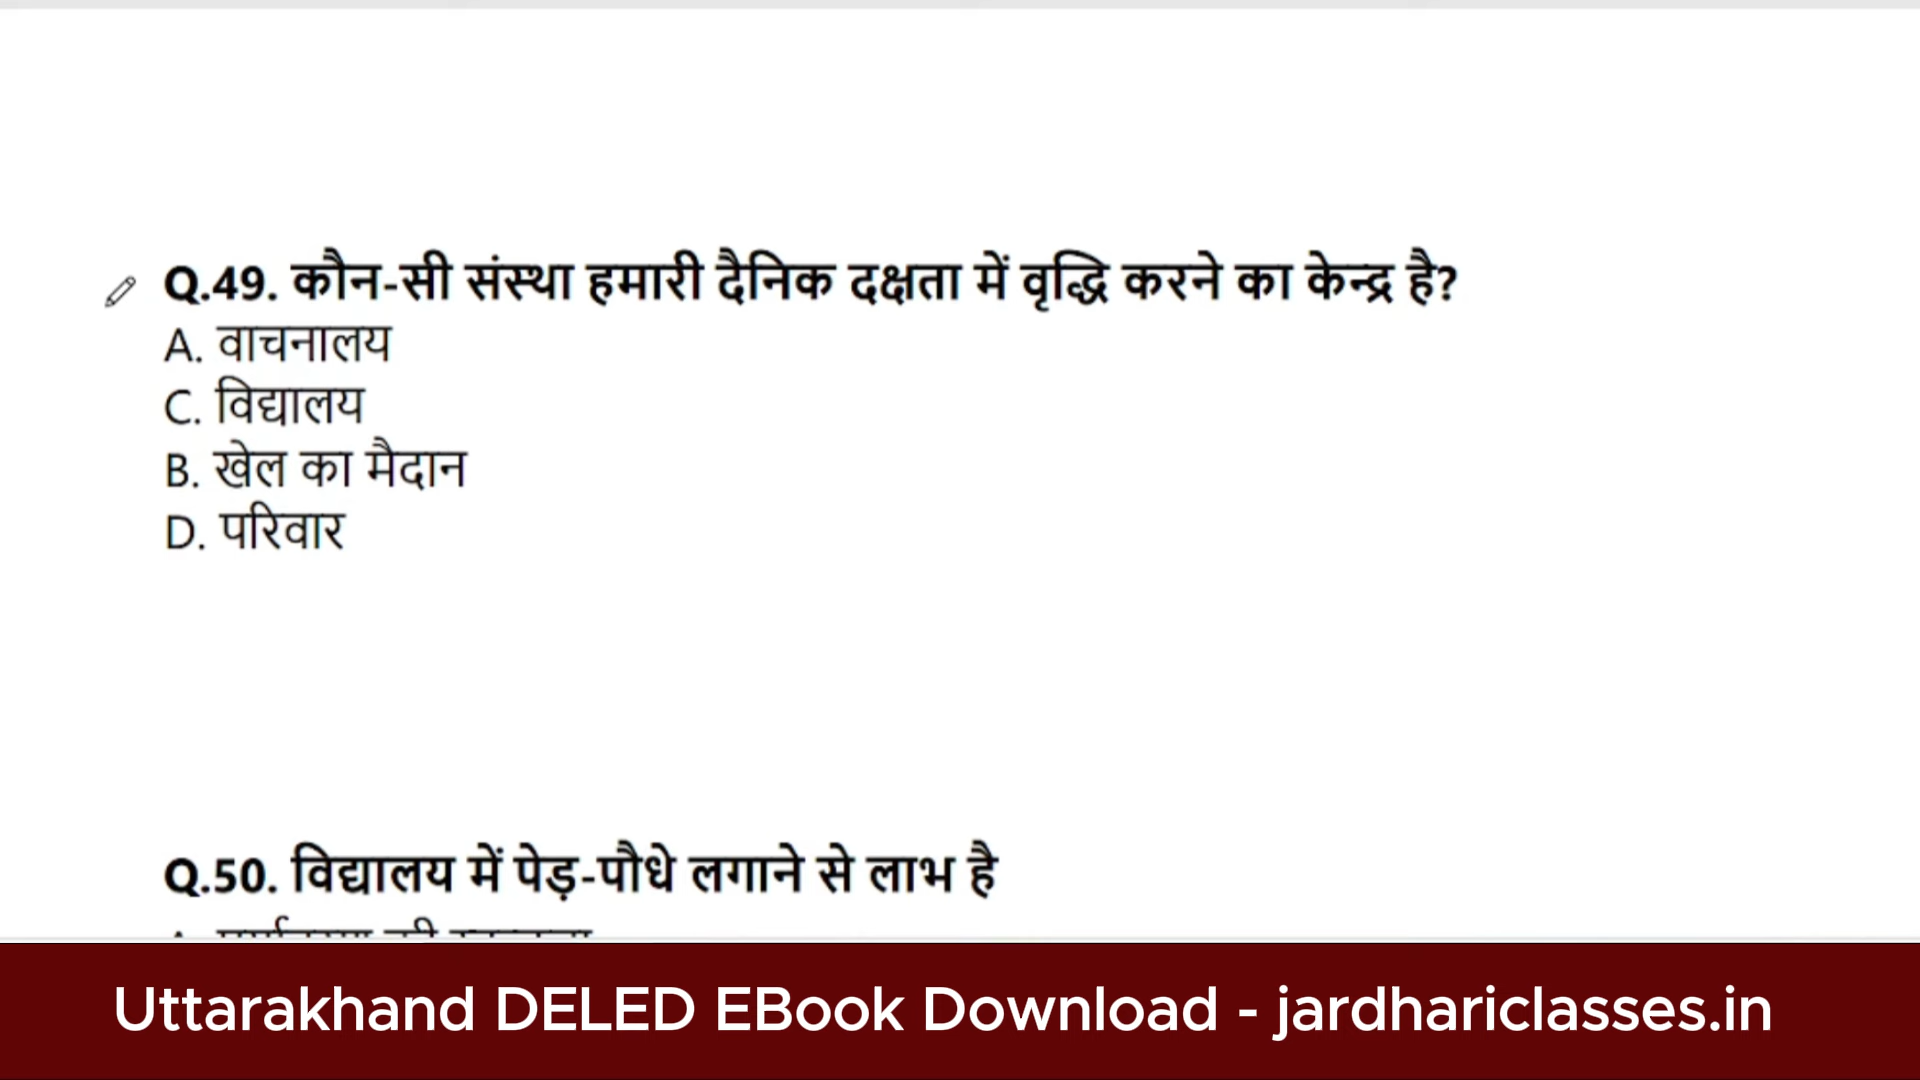 Q.49. कौन-सी संस्था हमारी दैनिक दक्षता में वृद्धि करने का केन्द्र है?
A. वाचनालय
C. विद्यालय
B. खेल का मैदान
D. परिवार
Q.50. विद्यालय में पेड़-पौधे लगाने से लाभ है
Uttarakhand DELED EBook Download - jardhariclasses.in